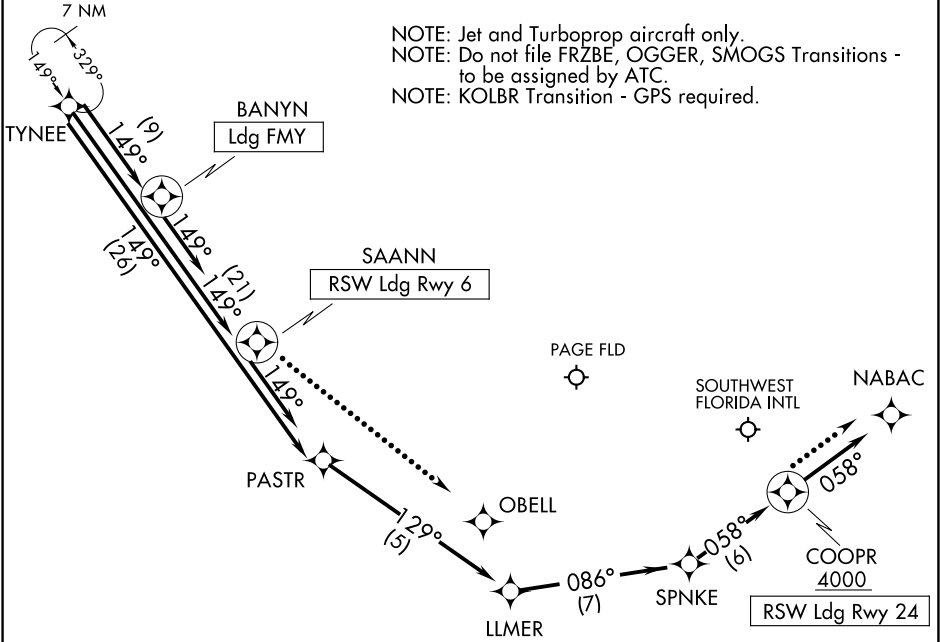 7 NM
NOTE: Jet and Turboprop aircraft only.
NOTE: Do not file FRZBE, OGGER, SMOGS Transitions -
to be assigned by ATC.
NOTE: KOLBR Transition - GPS required.
149°
329°
TYNEE
BANYN
Ldg FMY
(9)
149°
149°
(26)
149°
(21)
149°
SAANN
RSW Ldg Rwy 6
149°
PAGE FLD
SOUTHWEST
FLORIDA INTL
NABAC
058°
PASTR
OBELL
129°
(5)
058°
(6)
COOPR
4000
RSW Ldg Rwy 24
086°
(7)
SPNKE
LLMER